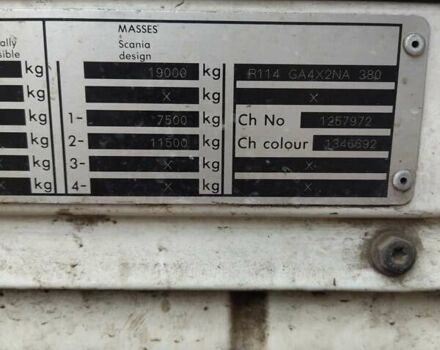 MASSES
ally Scania
sible design
kg 19000 kg R114 GA4X2NA 380
kg X kg X
kg 1- 7500 kg Ch No 1257972
kg 2- 11500 kg Ch colour 1346692
kg 3- X kg X
kg 4- X kg X